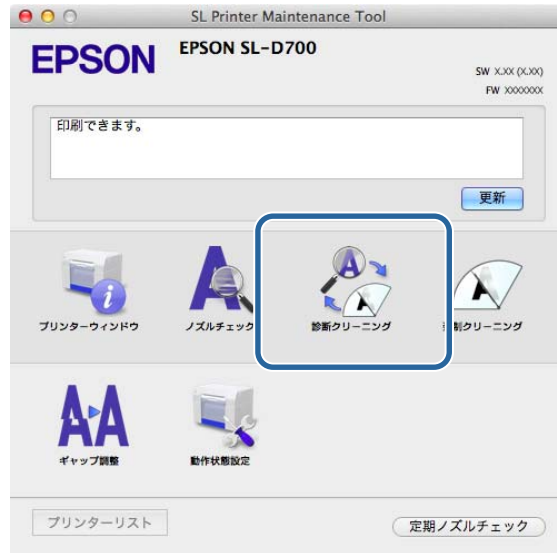 SL Printer Maintenance Tool
EPSON
EPSON SL-D700
SW X.XX (X.XX)
FW XXXXXXX
印刷できます。
更新
プリンターウィンドウ
ノズルチェック
診断クリーニング
制クリーニング
ギャップ調整
動作状態設定
プリンターリスト
定期ノズルチェック